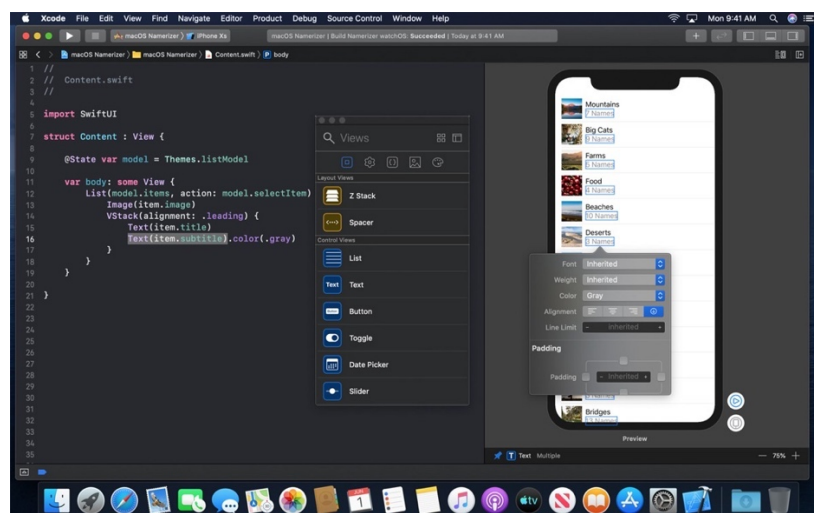 Xcode File Edit View Find Navigate Editor Product Debug Source Control Window Help Mon 9:41 AM
macOS Namerizer iPhone Xs macOS Namerizer | Build Namerizer watchOS: Succeeded | Today at 9:41 AM
macOS Namerizer macOS Namerizer Content.swift P body
1 //
2 // Content.swift
3 //
4
5 import SwiftUI
6
7 struct Content : View {
8
9 @State var model = Themes.listModel
10
11 var body: some View {
12 List(model.items, action: model.selectItem)
13 Image(item.image)
14 VStack(alignment: .leading) {
15 Text(item.title)
16 Text(item.subtitle).color(.gray)
17 }
18 }
19 }
20
21 }
22
23
24
25
26
27
28
29
30
31
32
33
34
35
Views
Layout Views
Z Stack
Spacer
Control Views
List
Text Text
Button
Toggle
Date Picker
Slider
Mountains
7 Names
Big Cats
9 Names
Farms
5 Names
Food
4 Names
Beaches
10 Names
Deserts
3 Names
Font Inherited
Weight Inherited
Color Gray
Alignment
Line Limit - Inherited +
Padding
Padding - Inherited +
Bridges
13 Names
Preview
T Text Multiple — 75% +
JUN
1
tv